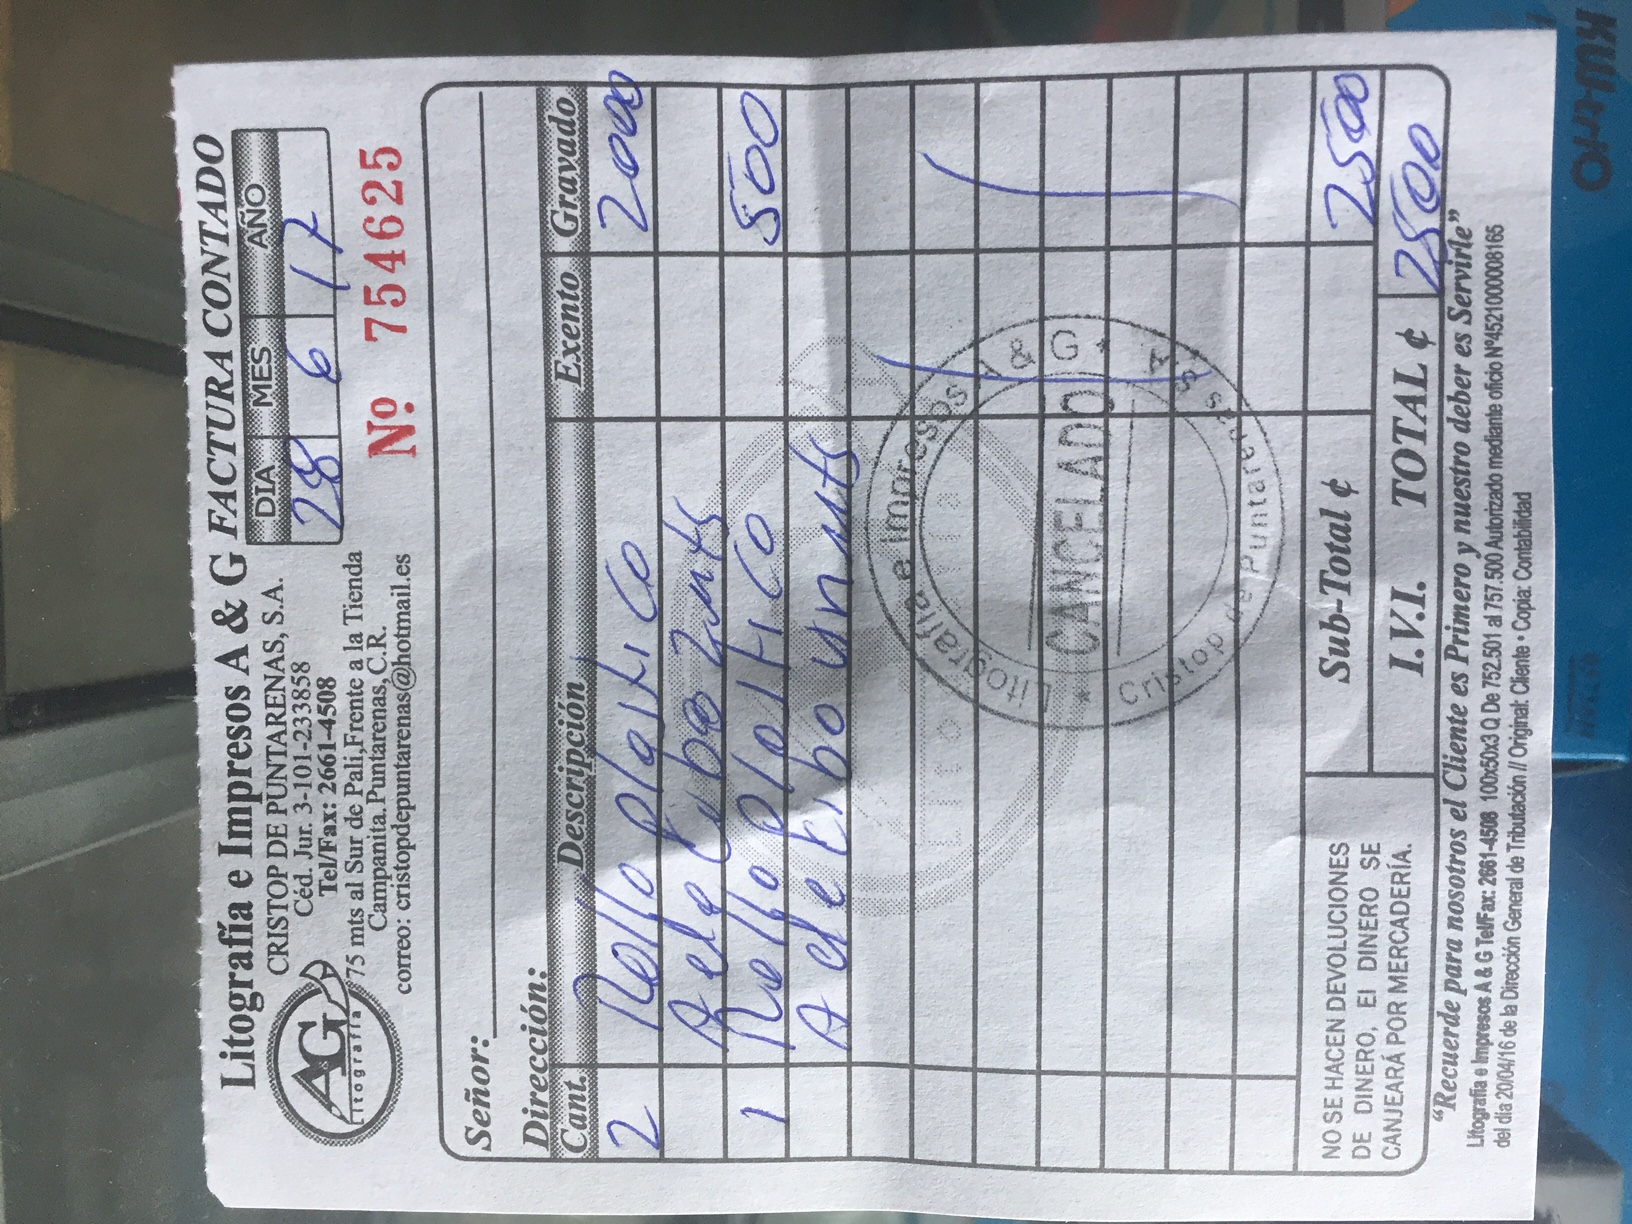 Litografía e Impresos A & G
FACTURA CONTADO
CRISTOP DE PUNTARENAS, S.A.
Céd. Jur. 3-101-233858
Tel/Fax: 2661-4508
75 mts al Sur de Pali,Frente a la Tienda
Campanita. Puntarenas,C.R.
correo: cristopdepuntarenas@hotmail.es
AG
litografía
DÍA MES AÑO
28 6 17
Nº 754625
Señor:
Dirección:
Cant. Descripción Exento Gravado
2 Rollo Plastico 2000
2mts
1 Rollo Plastico 500
Litografía e Impresos A & G
CANCELADO
Cristop de Puntarenas S.A.
Sub-Total ¢ 2500
I.V.I. TOTAL ¢ 2500
NO SE HACEN DEVOLUCIONES
DE DINERO, El DINERO SE
CANJEARÁ POR MERCADERÍA.
“Recuerde para nosotros el Cliente es Primero y nuestro deber es Servirle”
Litografía e Impresos A & G Tel/Fax: 2661-4508 100x50x3 Q De 752.501 al 757.500 Autorizado mediante oficio Nº4521000008165
del día 20/04/16 de la Dirección General de Tributación // Original: Cliente • Copia: Contabilidad